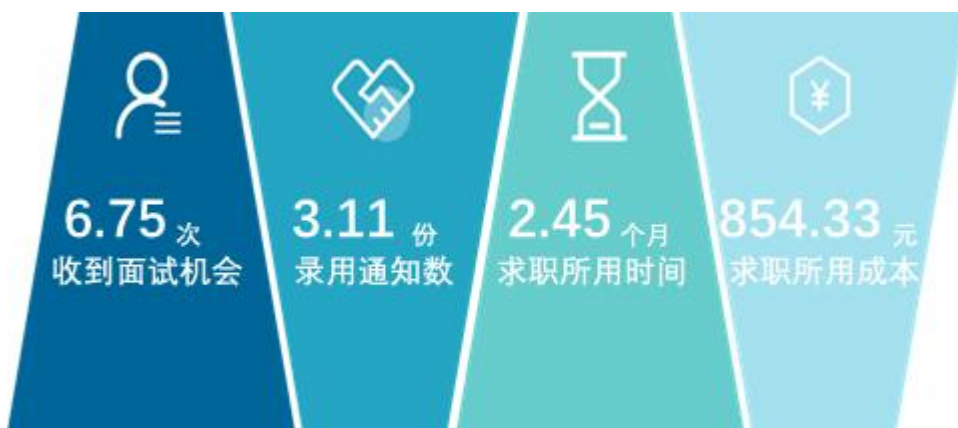 6.75 次
收到面试机会
3.11 份
录用通知数
2.45 个月
求职所用时间
¥
854.33 元
求职所用成本